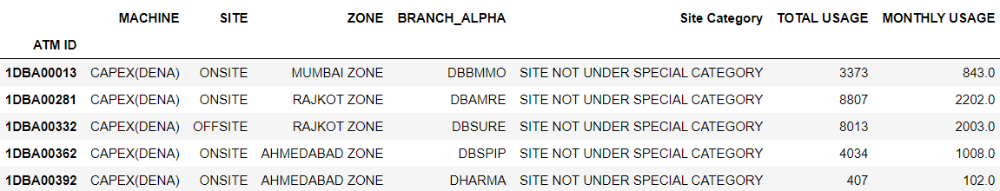 MACHINE SITE ZONE BRANCH_ALPHA Site Category TOTAL USAGE MONTHLY USAGE
ATM ID
1DBA00013 CAPEX(DENA) ONSITE MUMBAI ZONE DBBMMO SITE NOT UNDER SPECIAL CATEGORY 3373 843.0
1DBA00281 CAPEX(DENA) ONSITE RAJKOT ZONE DBAMRE SITE NOT UNDER SPECIAL CATEGORY 8807 2202.0
1DBA00332 CAPEX(DENA) OFFSITE RAJKOT ZONE DBSURE SITE NOT UNDER SPECIAL CATEGORY 8013 2003.0
1DBA00362 CAPEX(DENA) ONSITE AHMEDABAD ZONE DBSPIP SITE NOT UNDER SPECIAL CATEGORY 4034 1008.0
1DBA00392 CAPEX(DENA) ONSITE AHMEDABAD ZONE DHARMA SITE NOT UNDER SPECIAL CATEGORY 407 102.0